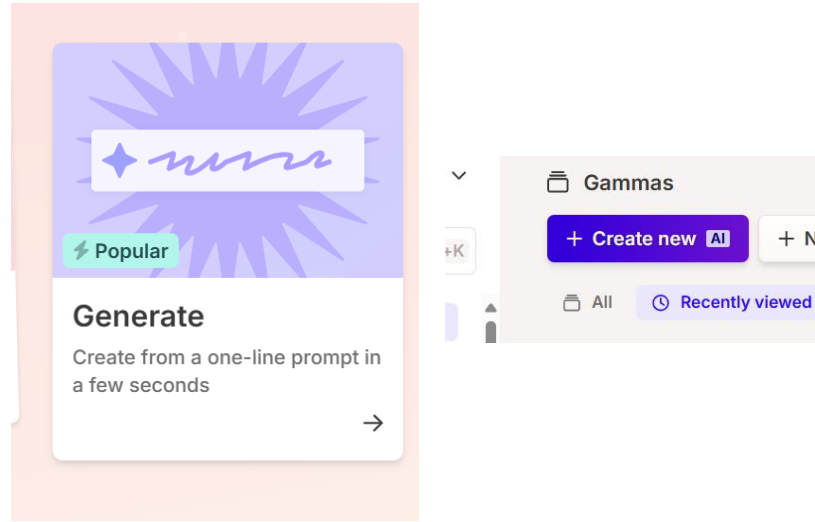 Popular
Generate
Create from a one-line prompt in
a few seconds
+K
Gammas
+ Create new AI
+ N
All
Recently viewed